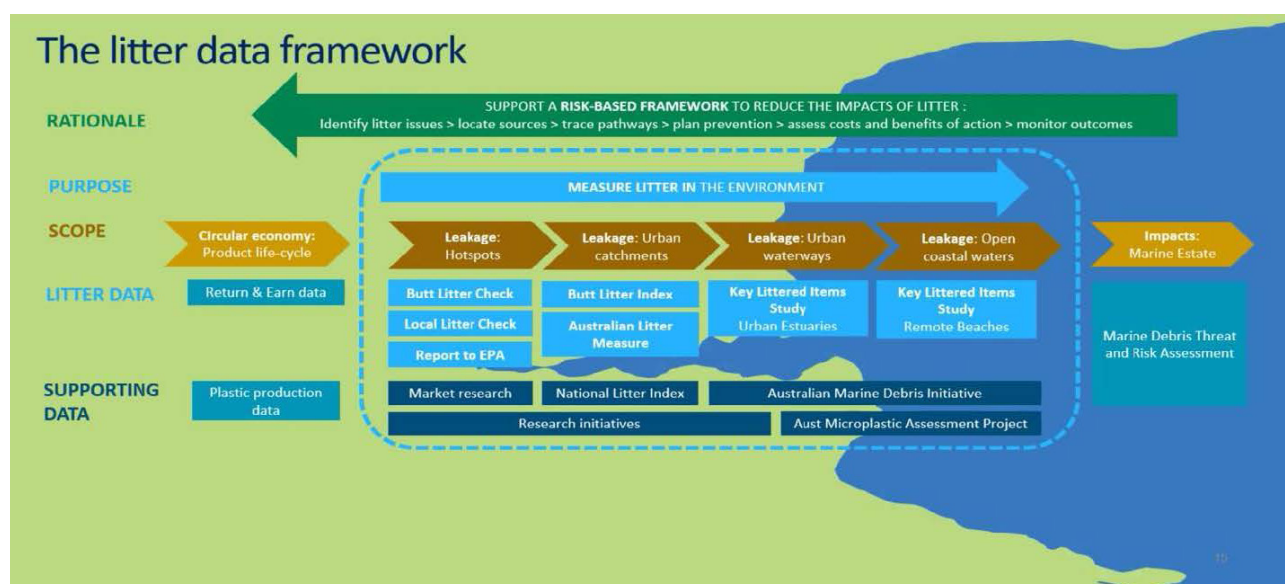 The litter data framework
RATIONALE
SUPPORT A RISK-BASED FRAMEWORK TO REDUCE THE IMPACTS OF LITTER :
Identify litter issues > locate sources > trace pathways > plan prevention > assess costs and benefits of action > monitor outcomes
PURPOSE
MEASURE LITTER IN THE ENVIRONMENT
SCOPE
Circular economy:
Product life-cycle
Leakage:
Hotspots
Leakage: Urban
catchments
Leakage: Urban
waterways
Leakage: Open
coastal waters
Impacts:
Marine Estate
LITTER DATA
Return & Earn data
Butt Litter Check
Local Litter Check
Report to EPA
Butt Litter Index
Australian Litter
Measure
Key Littered Items
Study
Urban Estuaries
Key Littered Items
Study
Remote Beaches
Marine Debris Threat
and Risk Assessment
SUPPORTING
DATA
Plastic production
data
Market research
National Litter Index
Australian Marine Debris Initiative
Research initiatives
Aust Microplastic Assessment Project
15